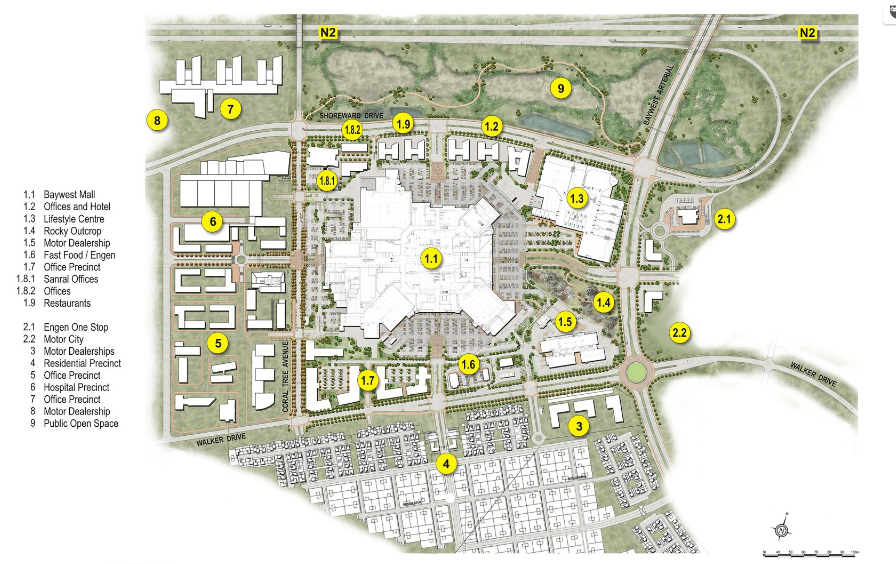 N2
N2
9
BAYWEST ARTERIAL
7
8
SHOREWARD DRIVE
1.8.2
1.9
1.2
1.8.1
1.3
6
2.1
1.1
1.4
1.5
2.2
5
1.6
CORAL TREE AVENUE
1.7
WALKER DRIVE
3
WALKER DRIVE
4
1.1 Baywest Mall
1.2 Offices and Hotel
1.3 Lifestyle Centre
1.4 Rocky Outcrop
1.5 Motor Dealership
1.6 Fast Food / Engen
1.7 Office Precinct
1.8.1 Sanral Offices
1.8.2 Offices
1.9 Restaurants
2.1 Engen One Stop
2.2 Motor City
3 Motor Dealerships
4 Residential Precinct
5 Office Precinct
6 Hospital Precinct
7 Office Precinct
8 Motor Dealership
9 Public Open Space
N